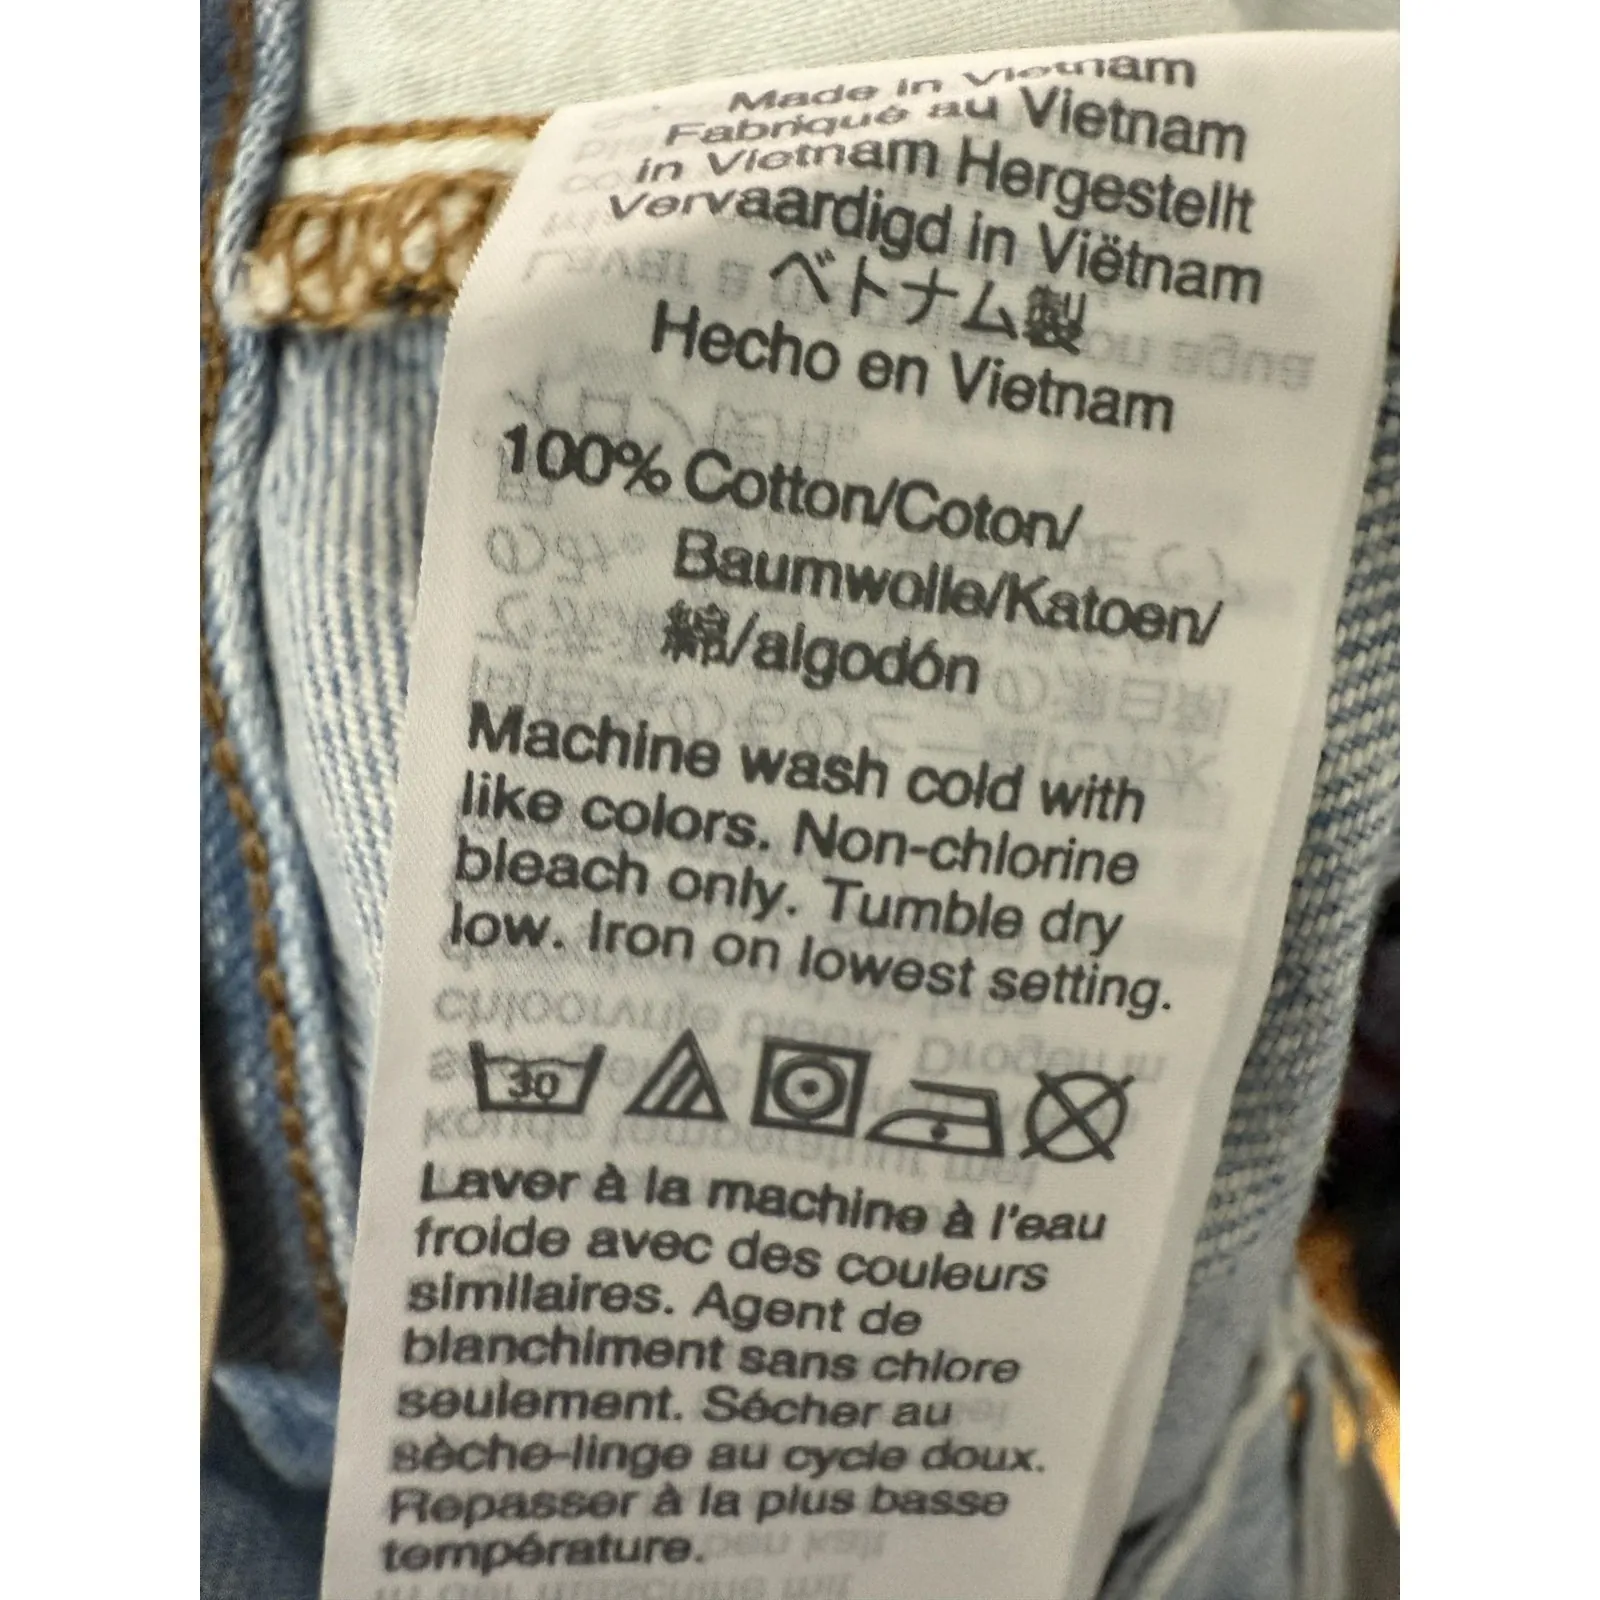 Made in Vietnam
Fabriqué au Vietnam
in Vietnam Hergestellt
Vervaardigd in Viëtnam
ベトナム製
Hecho en Vietnam
100% Cotton/Coton/
Baumwolle/Katoen/
綿/algodón
Machine wash cold with
like colors. Non-chlorine
bleach only. Tumble dry
low. Iron on lowest setting.
30
Laver à la machine à l'eau
froide avec des couleurs
similaires. Agent de
blanchiment sans chlore
seulement. Sécher au
sèche-linge au cycle doux.
Repasser à la plus basse
température.